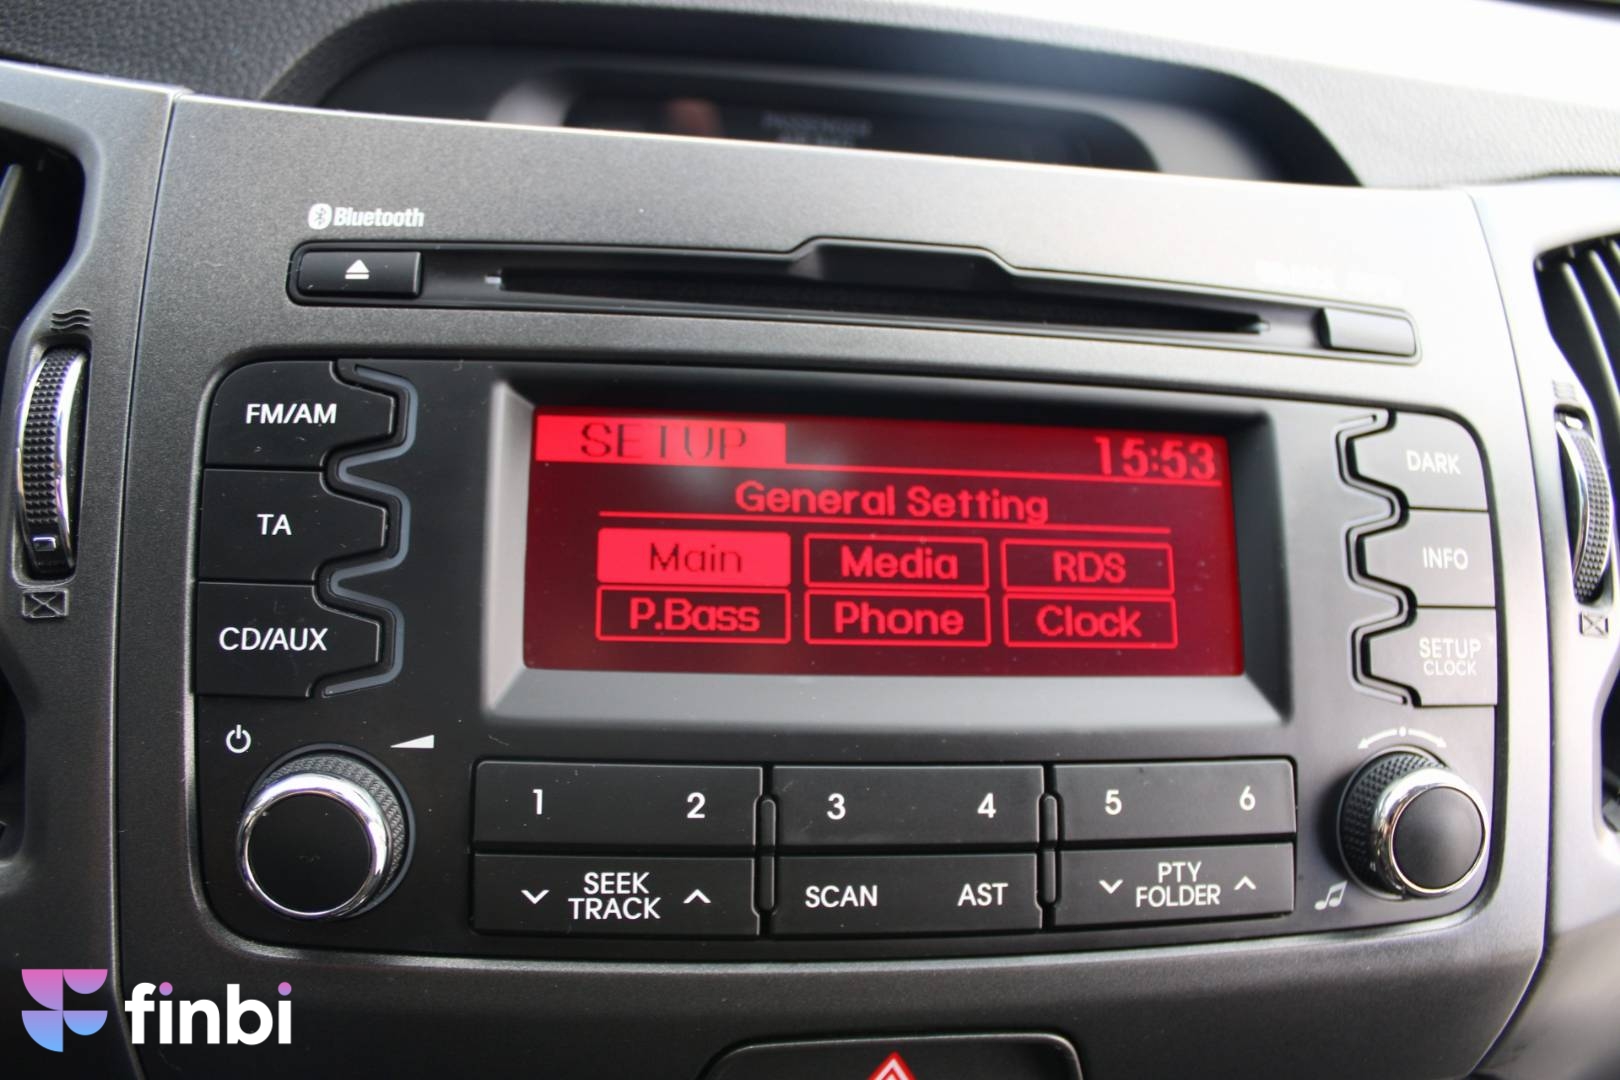 PASSENGER
Bluetooth
FM/AM
TA
CD/AUX
SETUP 15:53
General Setting
Main Media RDS
P.Bass Phone Clock
DARK
INFO
SETUP
CLOCK
1 2 3 4 5 6
SEEK
TRACK
SCAN AST
PTY
FOLDER
finbi